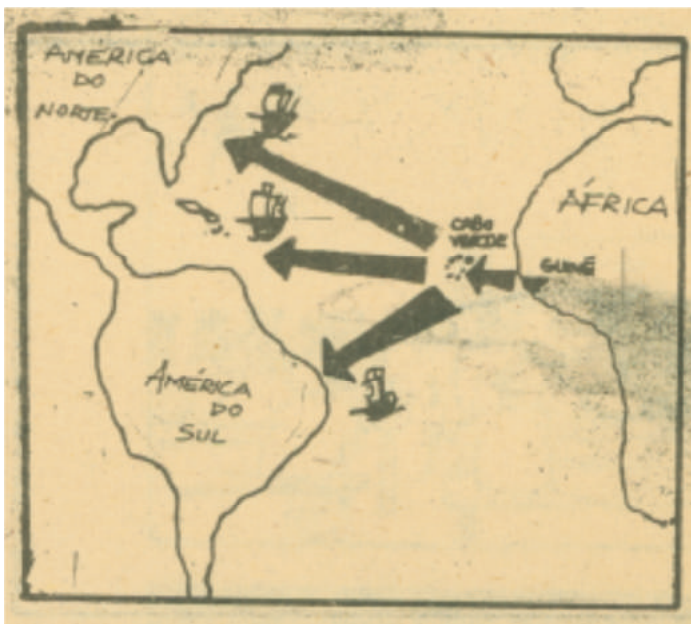 AMÉRICA
DO
NORTE
ÁFRICA
CABO
VERDE
GUINÉ
AMÉRICA
DO
SUL